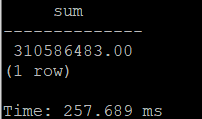 sum
--------------
310586483.00
(1 row)
Time: 257.689 ms